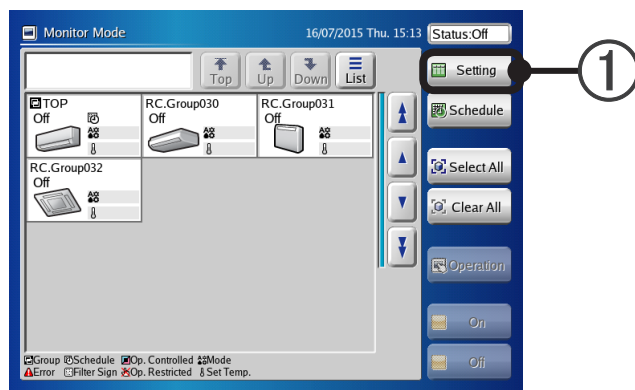 Monitor Mode 16/07/2015 Thu. 15:13 Status:Off
Top Up Down List
Setting
1
TOP
Off
RC.Group030
Off
RC.Group031
Off
Schedule
RC.Group032
Off
Select All
Clear All
Operation
On
Off
Group Schedule Op. Controlled Mode
Error Filter Sign Op. Restricted Set Temp.